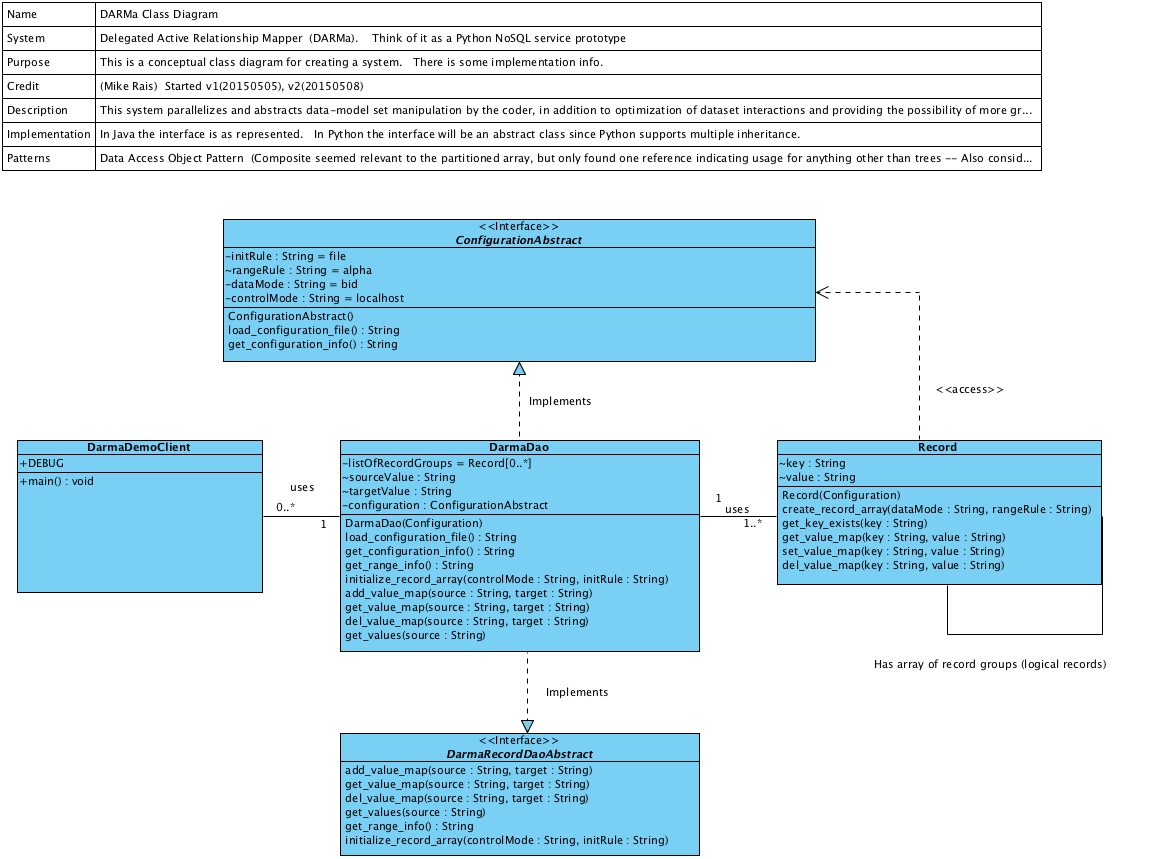 Name DARMa Class Diagram
System Delegated Active Relationship Mapper (DARMa). Think of it as a Python NoSQL service prototype
Purpose This is a conceptual class diagram for creating a system. There is some implementation info.
Credit (Mike Rais) Started v1(20150505), v2(20150508)
Description This system parallelizes and abstracts data-model set manipulation by the coder, in addition to optimization of dataset interactions and providing the possibility of more gr...
Implementation In Java the interface is as represented. In Python the interface will be an abstract class since Python supports multiple inheritance.
Patterns Data Access Object Pattern (Composite seemed relevant to the partitioned array, but only found one reference indicating usage for anything other than trees -- Also consid...
<<Interface>>
ConfigurationAbstract
-initRule : String = file
~rangeRule : String = alpha
-dataMode : String = bid
-controlMode : String = localhost
ConfigurationAbstract()
load_configuration_file() : String
get_configuration_info() : String
<<access>>
Implements
DarmaDemoClient
+DEBUG
+main() : void
uses
0..*
1
DarmaDao
-listOfRecordGroups = Record[0..*]
~sourceValue : String
~targetValue : String
-configuration : ConfigurationAbstract
DarmaDao(Configuration)
load_configuration_file() : String
get_configuration_info() : String
get_range_info() : String
initialize_record_array(controlMode : String, initRule : String)
add_value_map(source : String, target : String)
get_value_map(source : String, target : String)
del_value_map(source : String, target : String)
get_values(source : String)
1
uses
1..*
Record
~key : String
~value : String
Record(Configuration)
create_record_array(dataMode : String, rangeRule : String)
get_key_exists(key : String)
get_value_map(key : String, value : String)
set_value_map(key : String, value : String)
del_value_map(key : String, value : String)
Has array of record groups (logical records)
Implements
<<Interface>>
DarmaRecordDaoAbstract
add_value_map(source : String, target : String)
get_value_map(source : String, target : String)
del_value_map(source : String, target : String)
get_values(source : String)
get_range_info() : String
initialize_record_array(controlMode : String, initRule : String)